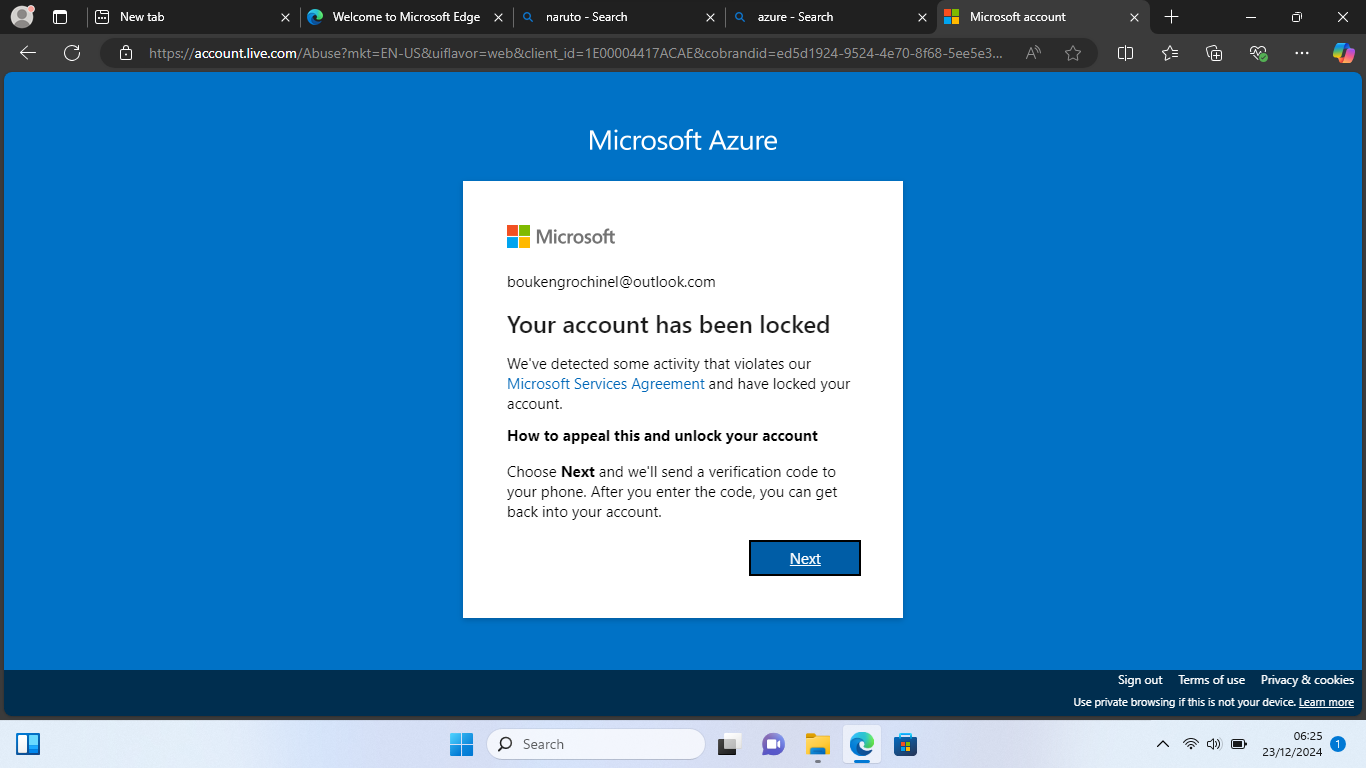 New tab
Welcome to Microsoft Edge
naruto - Search
azure - Search
Microsoft account
https://account.live.com/Abuse?mkt=EN-US&uiflavor=web&client_id=1E00004417ACAE&cobrandid=ed5d1924-9524-4e70-8f68-5ee5e3...
Microsoft Azure
Microsoft
boukengrochinel@outlook.com
Your account has been locked
We've detected some activity that violates our
Microsoft Services Agreement and have locked your
account.
How to appeal this and unlock your account
Choose Next and we'll send a verification code to
your phone. After you enter the code, you can get
back into your account.
Next
Sign out Terms of use Privacy & cookies
Use private browsing if this is not your device. Learn more
Search
06:25
23/12/2024
1